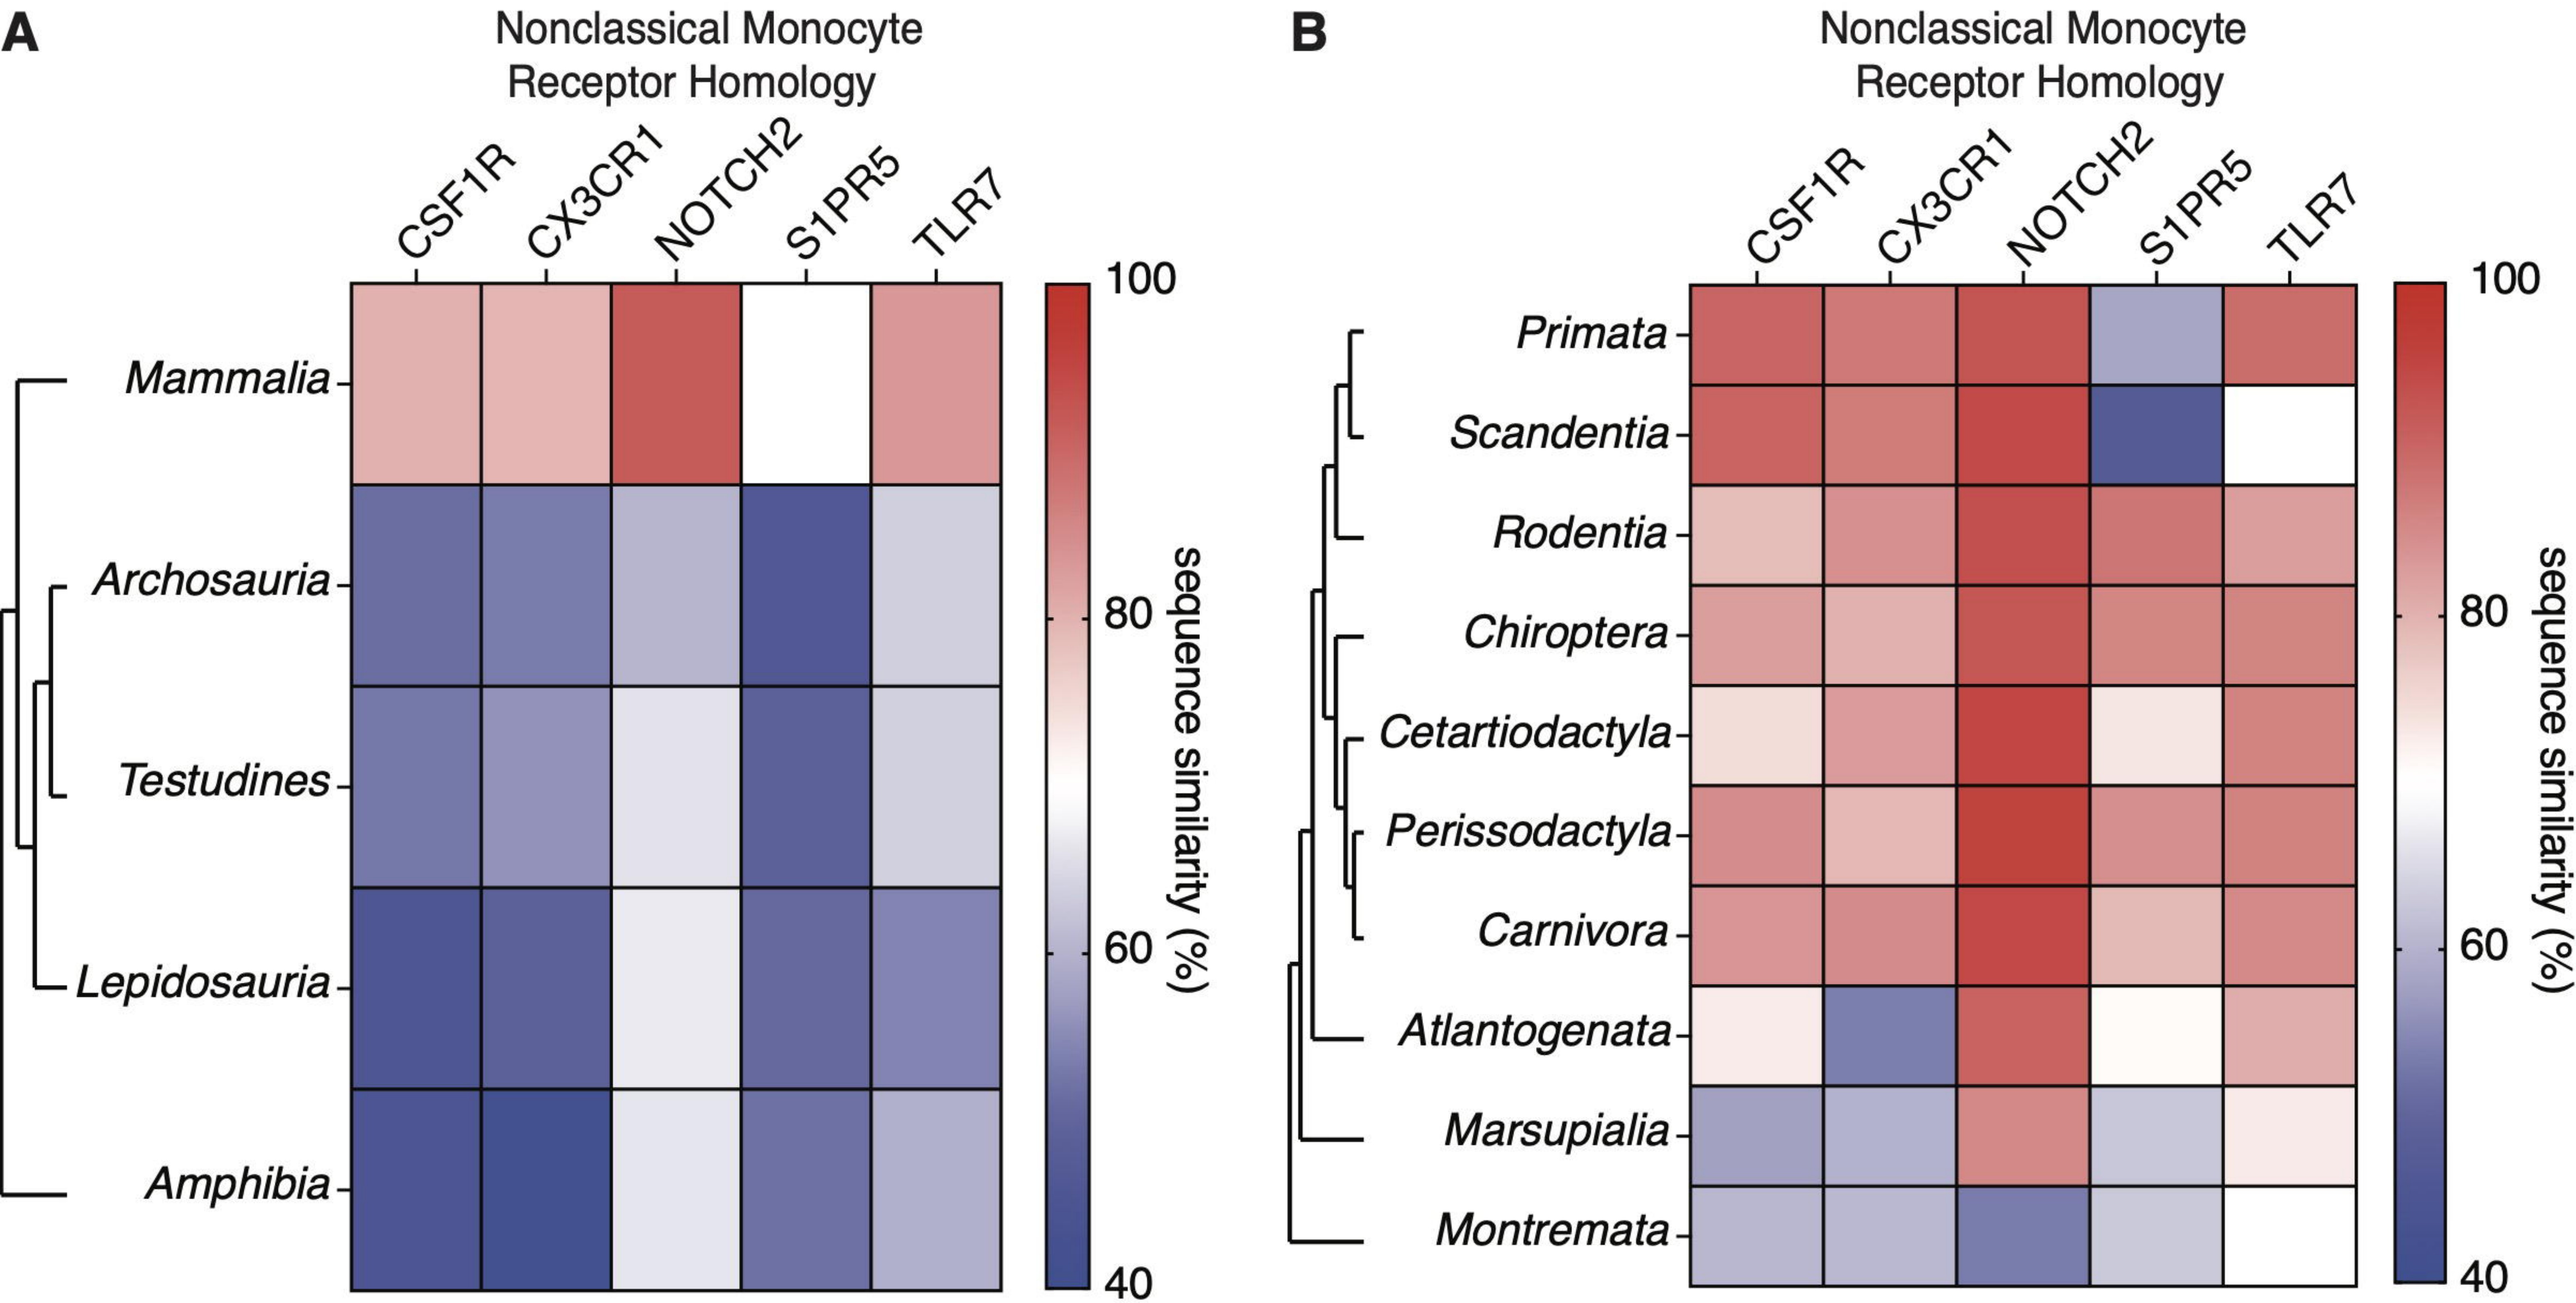 A
Nonclassical Monocyte
Receptor Homology
CSF1R
CX3CR1
NOTCH2
S1PR5
TLR7
Mammalia
Archosauria
Testudines
Lepidosauria
Amphibia
100
80
60
40
sequence similarity (%)
B
Nonclassical Monocyte
Receptor Homology
CSF1R
CX3CR1
NOTCH2
S1PR5
TLR7
Primata
Scandentia
Rodentia
Chiroptera
Cetartiodactyla
Perissodactyla
Carnivora
Atlantogenata
Marsupialia
Montremata
100
80
60
40
sequence similarity (%)